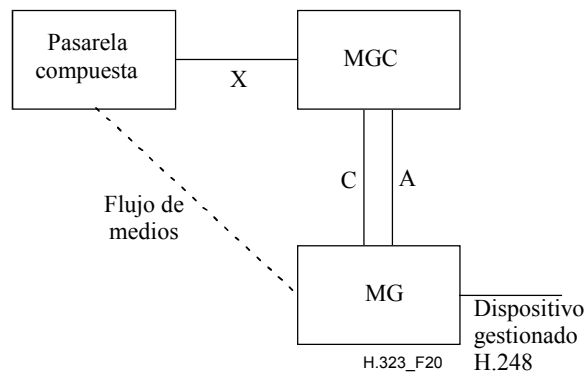 Pasarela
compuesta
MGC
X
C
A
Flujo de
medios
MG
Dispositivo
gestionado
H.248
H.323_F20